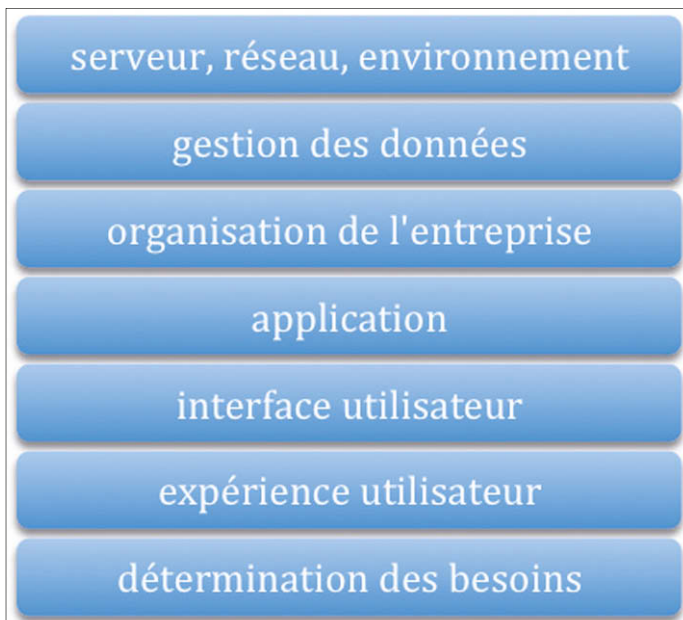 serveur, réseau, environnement
gestion des données
organisation de l'entreprise
application
interface utilisateur
expérience utilisateur
détermination des besoins